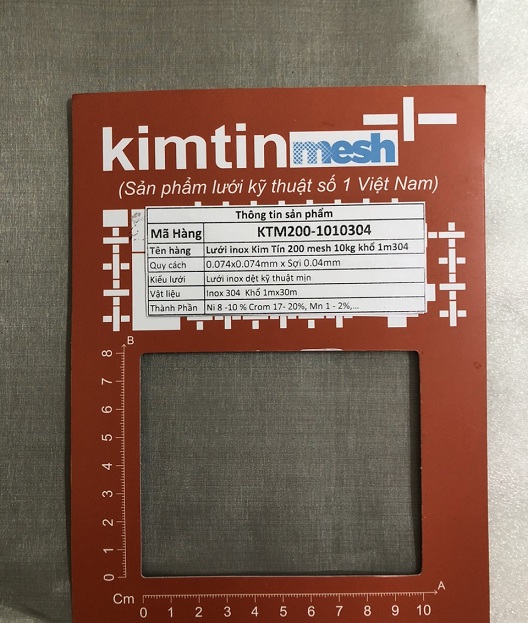 kimtin mesh
(Sản phẩm lưới kỹ thuật số 1 Việt Nam)
Thông tin sản phẩm
Mã Hàng KTM200-1010304
Tên hàng Lưới inox Kim Tín 200 mesh 10kg khổ 1m304
Quy cách 0.074x0.074mm x Sợi 0.04mm
Kiểu lưới Lưới inox dệt kỹ thuật mịn
Vật liệu Inox 304 Khổ 1mx30m
Thành Phần Ni 8 -10 % Crom 17- 20%, Mn 1 - 2%,...
B
8
7
6
5
4
3
2
1
0
Cm 0 1 2 3 4 5 6 7 8 9 10 A